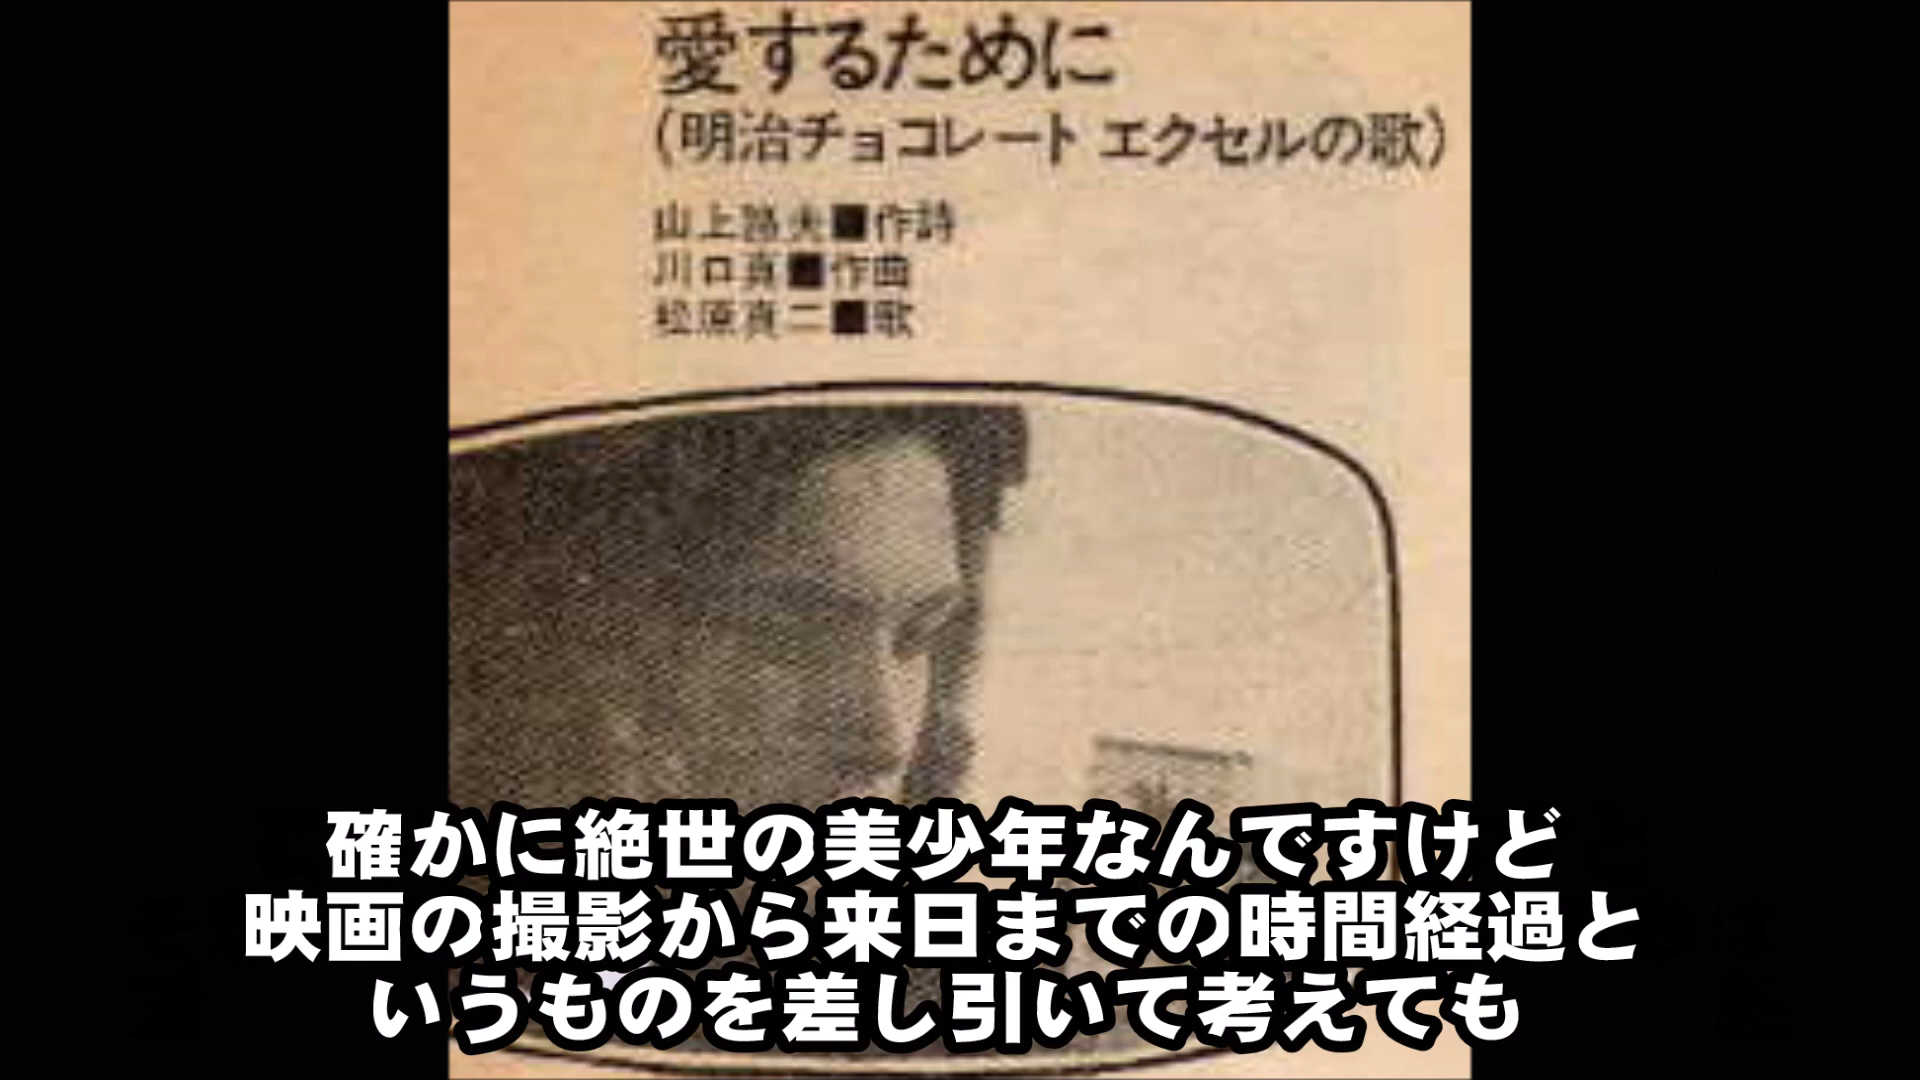 愛するために
(明治チョコレート エクセルの歌)
山上路夫■作詩
川口真■作曲
松原真二■歌
確かに絶世の美少年なんですけど
映画の撮影から来日までの時間経過と
いうものを差し引いて考えても